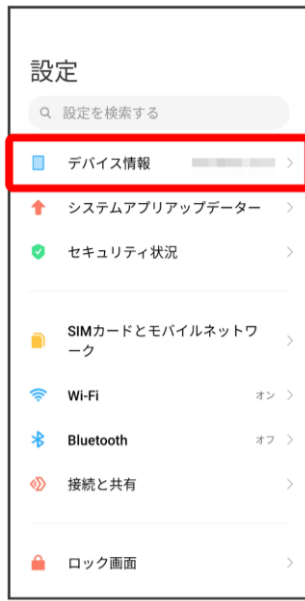 設定
設定を検索する
デバイス情報
システムアプリアップデーター
セキュリティ状況
SIMカードとモバイルネットワ
ーク
Wi-Fi オン
Bluetooth オフ
接続と共有
ロック画面